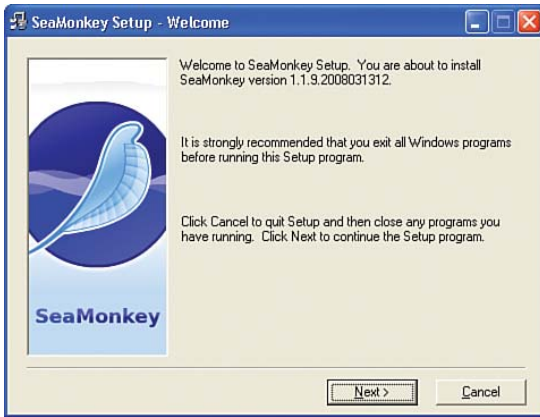 SeaMonkey Setup - Welcome
Welcome to SeaMonkey Setup. You are about to install
SeaMonkey version 1.1.9.2008031312.
It is strongly recommended that you exit all Windows programs
before running this Setup program.
Click Cancel to quit Setup and then close any programs you
have running. Click Next to continue the Setup program.
SeaMonkey
Next >
Cancel